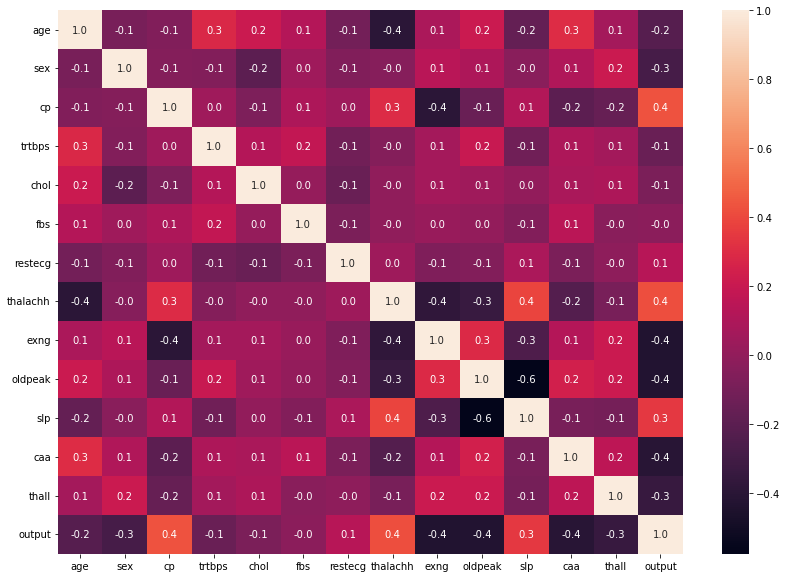 age 1.0 -0.1 -0.1 0.3 0.2 0.1 -0.1 -0.4 0.1 0.2 -0.2 0.3 0.1 -0.2
sex -0.1 1.0 -0.1 -0.1 -0.2 0.0 -0.1 -0.0 0.1 0.1 -0.0 0.1 0.2 -0.3
cp -0.1 -0.1 1.0 0.0 -0.1 0.1 0.0 0.3 -0.4 -0.1 0.1 -0.2 -0.2 0.4
trtbps 0.3 -0.1 0.0 1.0 0.1 0.2 -0.1 -0.0 0.1 0.2 -0.1 0.1 0.1 -0.1
chol 0.2 -0.2 -0.1 0.1 1.0 0.0 -0.1 -0.0 0.1 0.1 0.0 0.1 0.1 -0.1
fbs 0.1 0.0 0.1 0.2 0.0 1.0 -0.1 -0.0 0.0 0.0 -0.1 0.1 -0.0 -0.0
restecg -0.1 -0.1 0.0 -0.1 -0.1 -0.1 1.0 0.0 -0.1 -0.1 0.1 -0.1 -0.0 0.1
thalachh -0.4 -0.0 0.3 -0.0 -0.0 -0.0 0.0 1.0 -0.4 -0.3 0.4 -0.2 -0.1 0.4
exng 0.1 0.1 -0.4 0.1 0.1 0.0 -0.1 -0.4 1.0 0.3 -0.3 0.1 0.2 -0.4
oldpeak 0.2 0.1 -0.1 0.2 0.1 0.0 -0.1 -0.3 0.3 1.0 -0.6 0.2 0.2 -0.4
slp -0.2 -0.0 0.1 -0.1 0.0 -0.1 0.1 0.4 -0.3 -0.6 1.0 -0.1 -0.1 0.3
caa 0.3 0.1 -0.2 0.1 0.1 0.1 -0.1 -0.2 0.1 0.2 -0.1 1.0 0.2 -0.4
thall 0.1 0.2 -0.2 0.1 0.1 -0.0 -0.0 -0.1 0.2 0.2 -0.1 0.2 1.0 -0.3
output -0.2 -0.3 0.4 -0.1 -0.1 -0.0 0.1 0.4 -0.4 -0.4 0.3 -0.4 -0.3 1.0
age sex cp trtbps chol fbs restecg thalachh exng oldpeak slp caa thall output
1.0
0.8
0.6
0.4
0.2
0.0
−0.2
−0.4